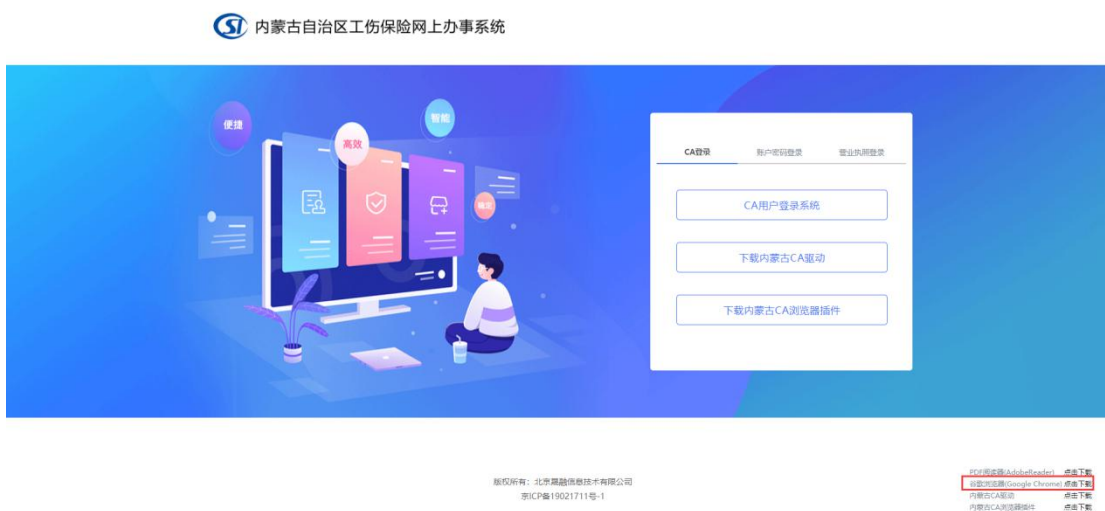 SI 内蒙古自治区工伤保险网上办事系统
便捷
智能
高效
稳定
CA登录 账户密码登录 营业执照登录
CA用户登录系统
下载内蒙古CA驱动
下载内蒙古CA浏览器插件
版权所有:北京晟融信息技术有限公司
京ICP备19021711号-1
PDF阅读器(AdobeReader) 点击下载
谷歌浏览器(Google Chrome) 点击下载
内蒙古CA驱动 点击下载
内蒙古CA浏览器插件 点击下载